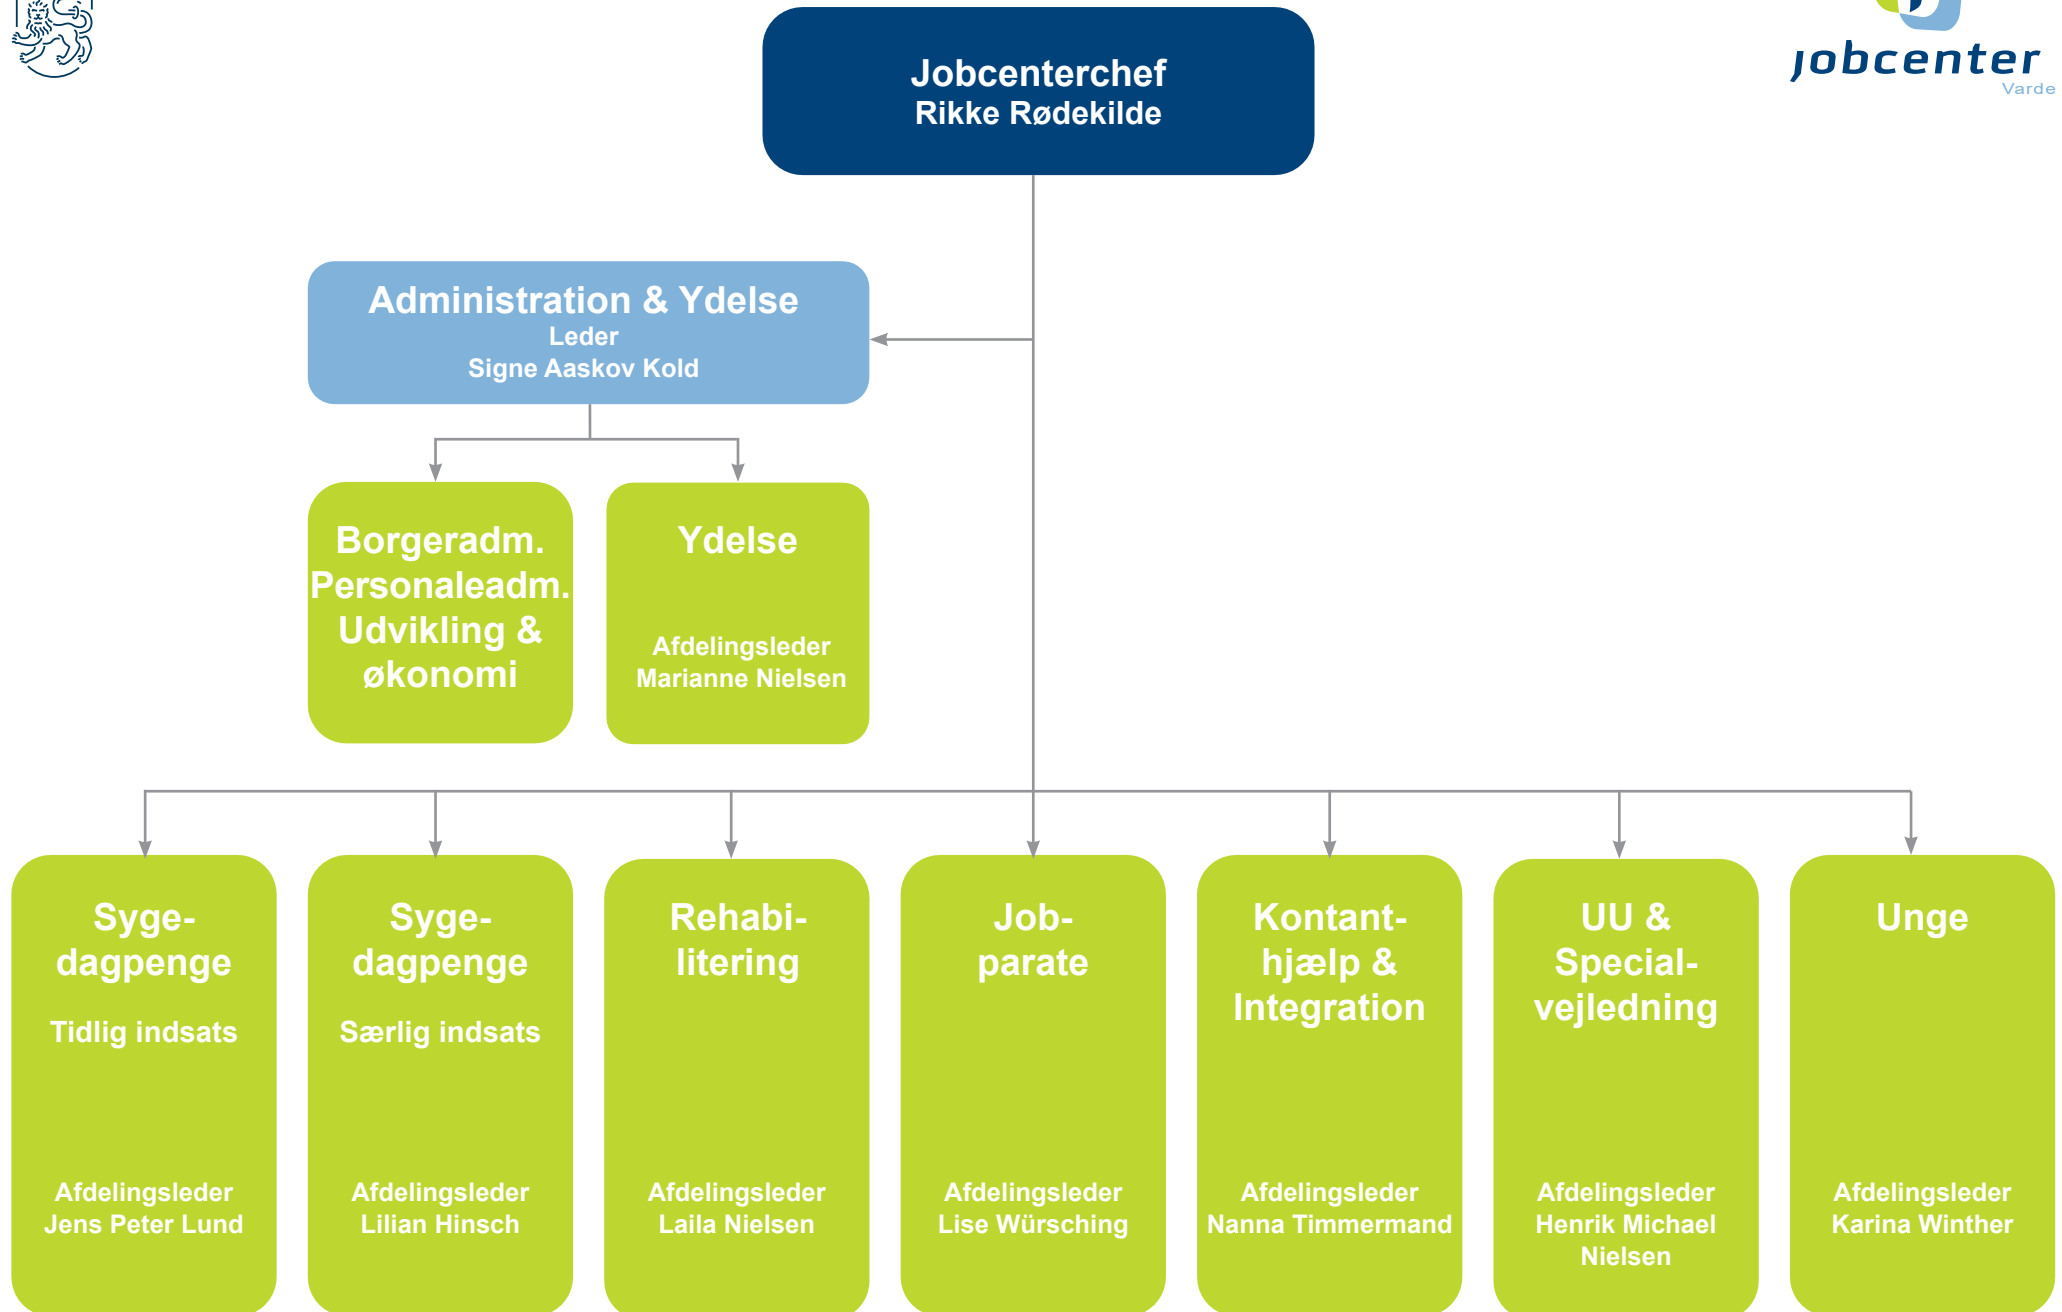 Jobcenterchef
Rikke Rødekilde
jobcenter
Varde
Administration & Ydelse
Leder
Signe Aaskov Kold
Borgeradm.
Personaleadm.
Udvikling &
økonomi
Ydelse
Afdelingsleder
Marianne Nielsen
Syge-
dagpenge
Tidlig indsats
Afdelingsleder
Jens Peter Lund
Syge-
dagpenge
Særlig indsats
Afdelingsleder
Lilian Hinsch
Rehabi-
litering
Afdelingsleder
Laila Nielsen
Job-
parate
Afdelingsleder
Lise Würsching
Kontant-
hjælp &
Integration
Afdelingsleder
Nanna Timmermand
UU &
Special-
vejledning
Afdelingsleder
Henrik Michael
Nielsen
Unge
Afdelingsleder
Karina Winther